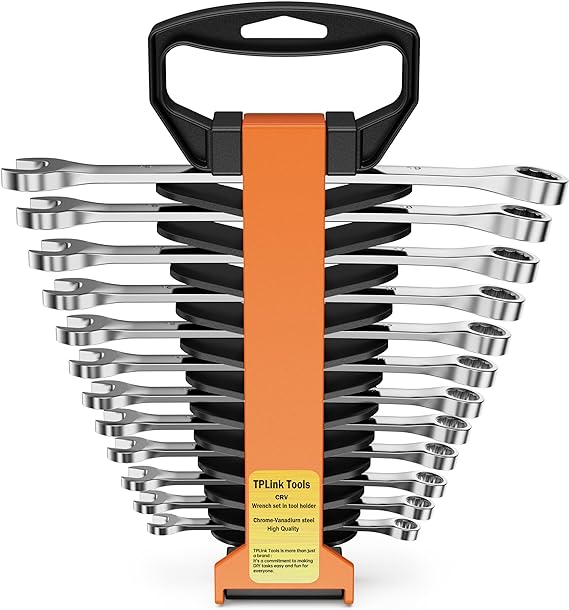 TPLink Tools
CRV
Wrench set in tool holder
Chrome-Vanadium steel
High Quality
TPLink Tools is more than just
a brand :
It's a commitment to making
DIY tasks easy and fun for
everyone.